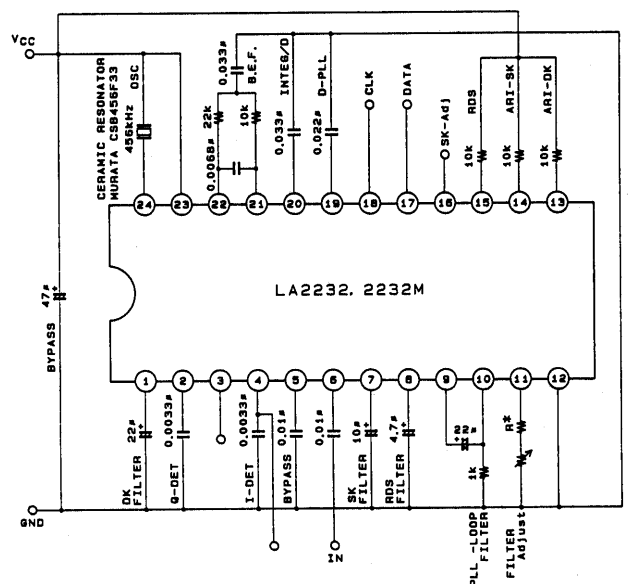 VCC
CERAMIC RESONATOR
MURATA CSB456F33
456kHz OSC
0.033μ
B.E.F.
22k
10k
0.0068μ
INTEG/D
0.033μ
D-PLL
0.022μ
CLK
DATA
SK-Adj
RDS
10k
ARI-SK
10k
ARI-DK
10k
24 23 22 21 20 19 18 17 16 15 14 13
LA2232, 2232M
47μ +
BYPASS
1 2 3 4 5 6 7 8 9 10 11 12
22μ +
DK
FILTER
0.0033μ
Q-DET
0.0033μ
I-DET
0.01μ
BYPASS
0.01μ
IN
10μ +
SK
FILTER
4.7μ +
RDS
FILTER
1k
PLL-LOOP
FILTER
R*
FILTER
Adjust
GND